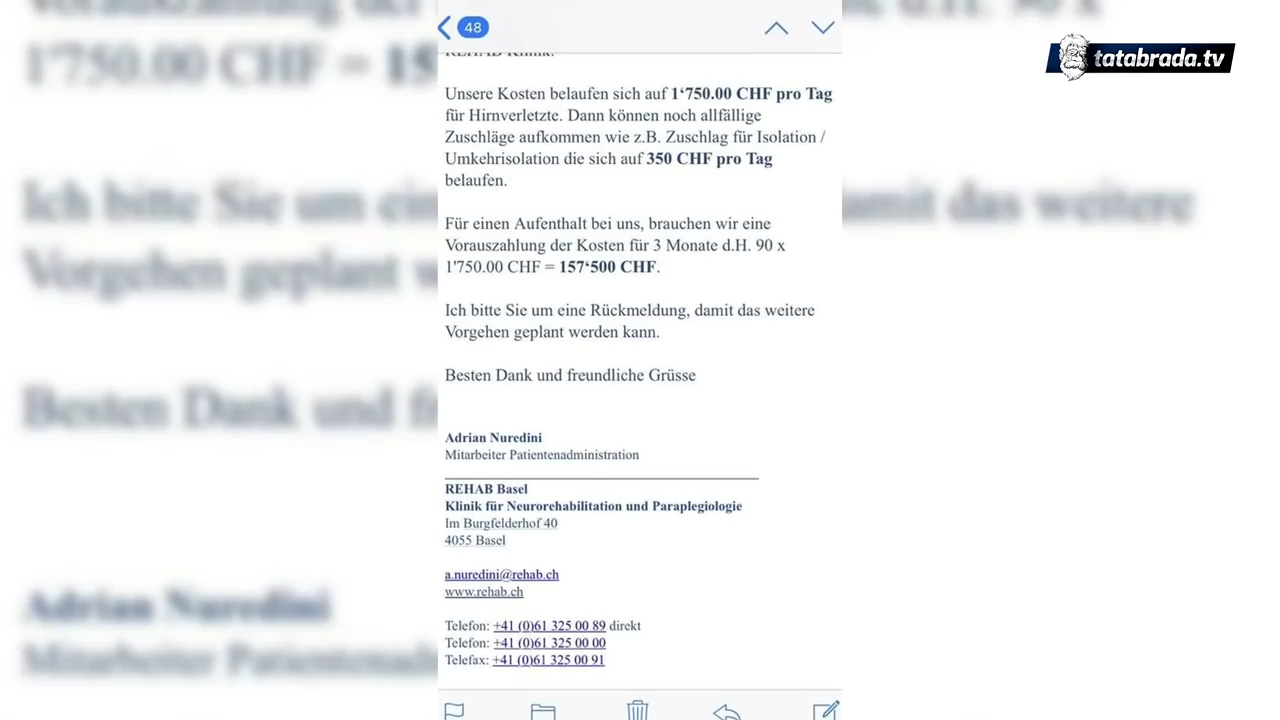 48
tatabrada.tv
REHAB Klinik.
Unsere Kosten belaufen sich auf 1‘750.00 CHF pro Tag
für Hirnverletzte. Dann können noch allfällige
Zuschläge aufkommen wie z.B. Zuschlag für Isolation /
Umkehrisolation die sich auf 350 CHF pro Tag
belaufen.
Für einen Aufenthalt bei uns, brauchen wir eine
Vorauszahlung der Kosten für 3 Monate d.H. 90 x
1'750.00 CHF = 157‘500 CHF.
Ich bitte Sie um eine Rückmeldung, damit das weitere
Vorgehen geplant werden kann.
Besten Dank und freundliche Grüsse
Adrian Nuredini
Mitarbeiter Patientenadministration
REHAB Basel
Klinik für Neurorehabilitation und Paraplegiologie
Im Burgfelderhof 40
4055 Basel
a.nuredini@rehab.ch
www.rehab.ch
Telefon: +41 (0)61 325 00 89 direkt
Telefon: +41 (0)61 325 00 00
Telefax: +41 (0)61 325 00 91